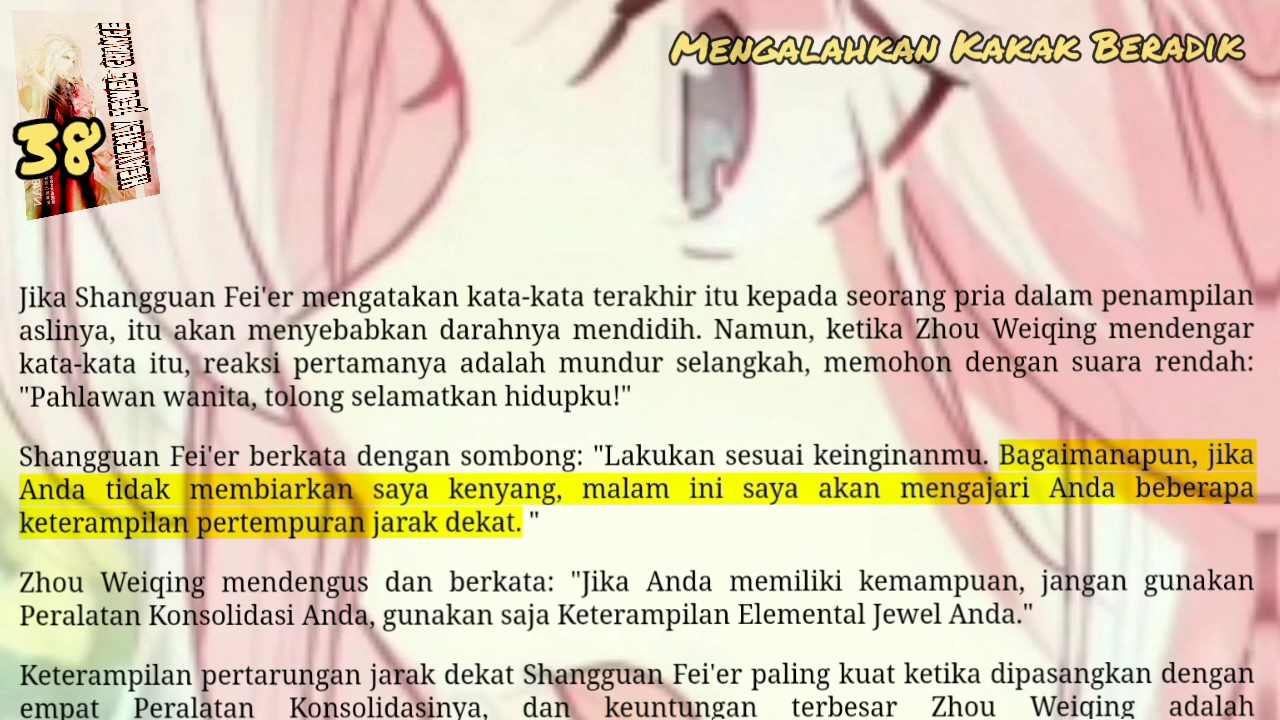 Mengalahkan Kakak Beradik
HEAVENLY JEWEL CHANGE
38
Jika Shangguan Fei'er mengatakan kata-kata terakhir itu kepada seorang pria dalam penampilan
aslinya, itu akan menyebabkan darahnya mendidih. Namun, ketika Zhou Weiqing mendengar
kata-kata itu, reaksi pertamanya adalah mundur selangkah, memohon dengan suara rendah:
"Pahlawan wanita, tolong selamatkan hidupku!"
Shangguan Fei'er berkata dengan sombong: "Lakukan sesuai keinginanmu. Bagaimanapun, jika
Anda tidak membiarkan saya kenyang, malam ini saya akan mengajari Anda beberapa
keterampilan pertempuran jarak dekat. "
Zhou Weiqing mendengus dan berkata: "Jika Anda memiliki kemampuan, jangan gunakan
Peralatan Konsolidasi Anda, gunakan saja Keterampilan Elemental Jewel Anda."
Keterampilan pertarungan jarak dekat Shangguan Fei'er paling kuat ketika dipasangkan dengan
empat Peralatan Konsolidasinya, dan keuntungan terbesar Zhou Weiqing adalah